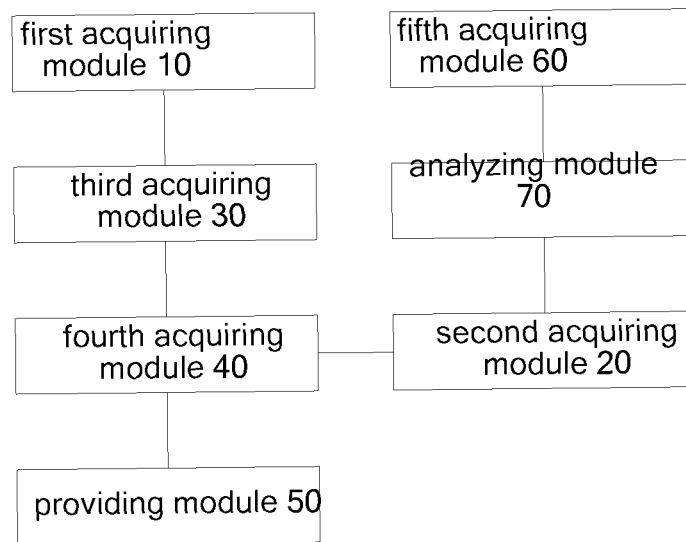 first acquiring
module 10
fifth acquiring
module 60
third acquiring
module 30
analyzing module
70
fourth acquiring
module 40
second acquiring
module 20
providing module 50